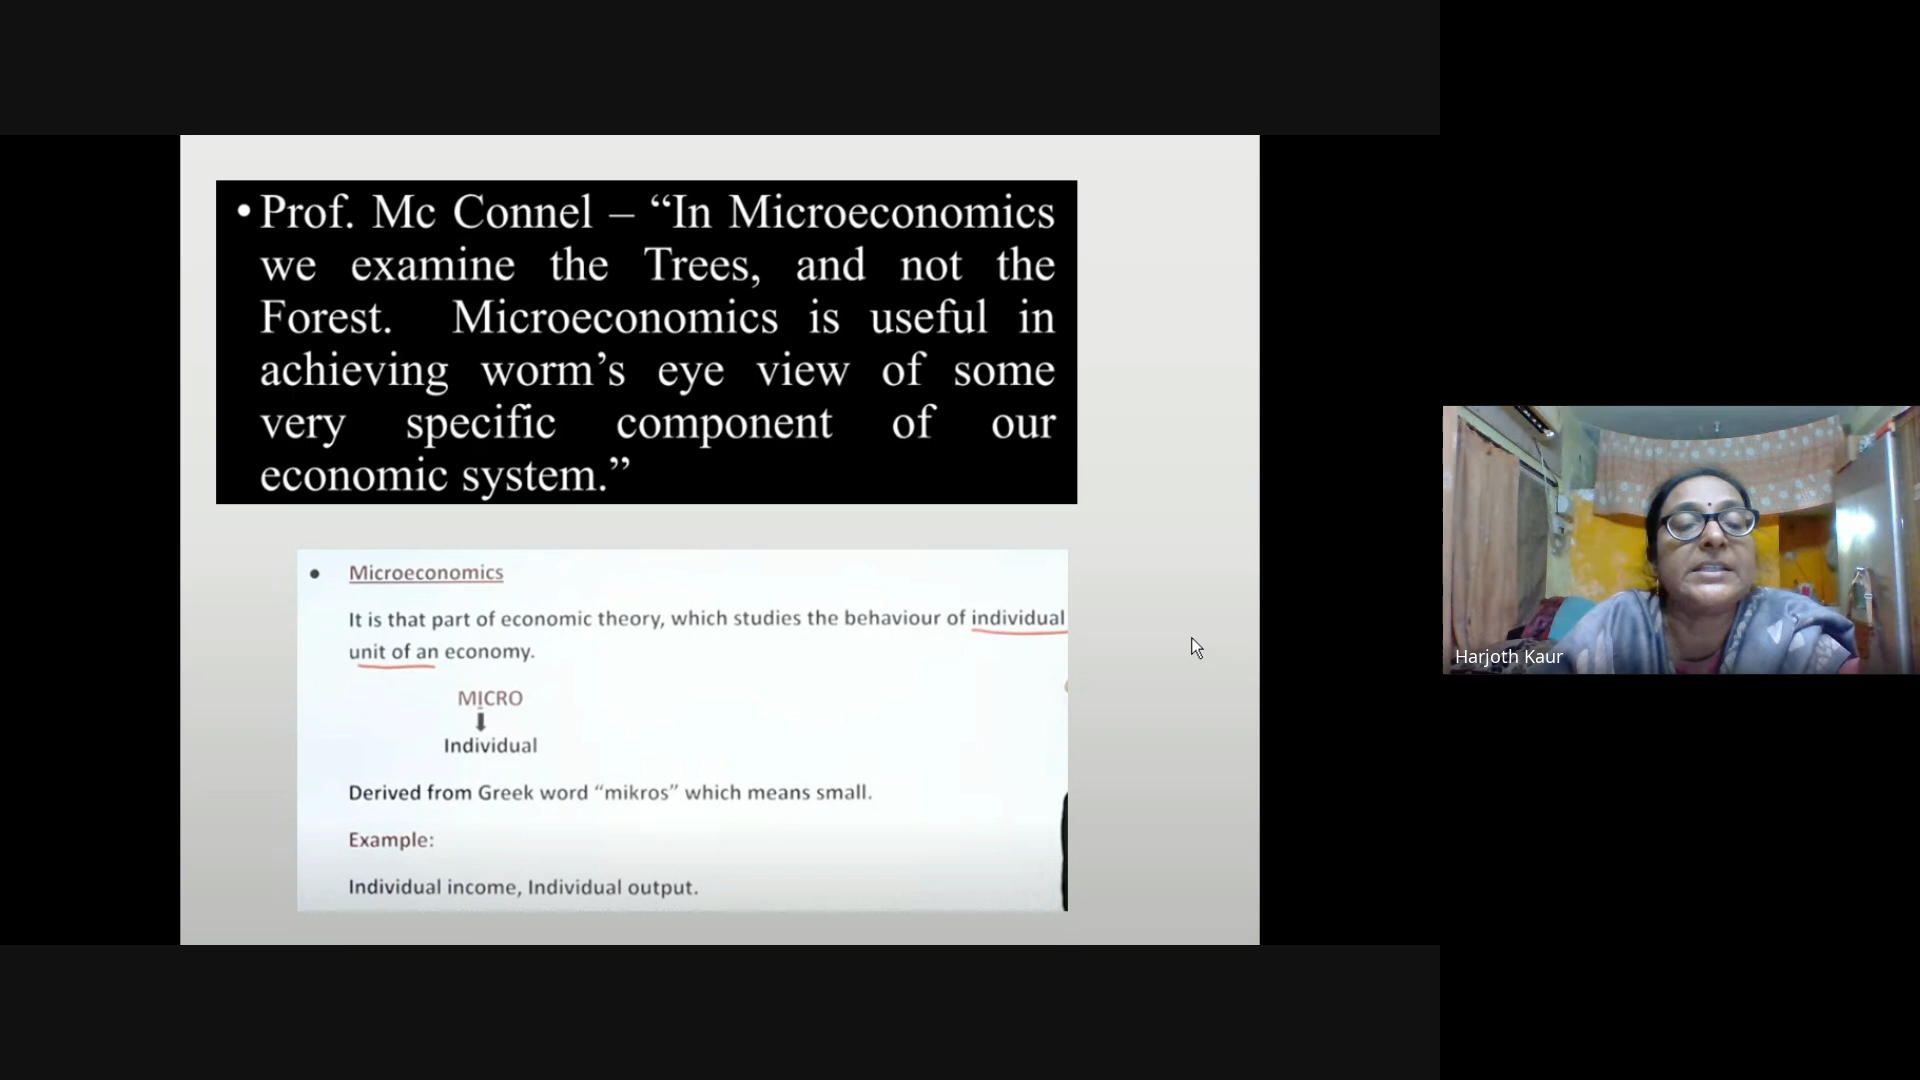 • Prof. Mc Connel – “In Microeconomics
we examine the Trees, and not the
Forest. Microeconomics is useful in
achieving worm’s eye view of some
very specific component of our
economic system.”
• Microeconomics
It is that part of economic theory, which studies the behaviour of individual
unit of an economy.
MICRO
Individual
Derived from Greek word “mikros” which means small.
Example:
Individual income, Individual output.
Harjoth Kaur